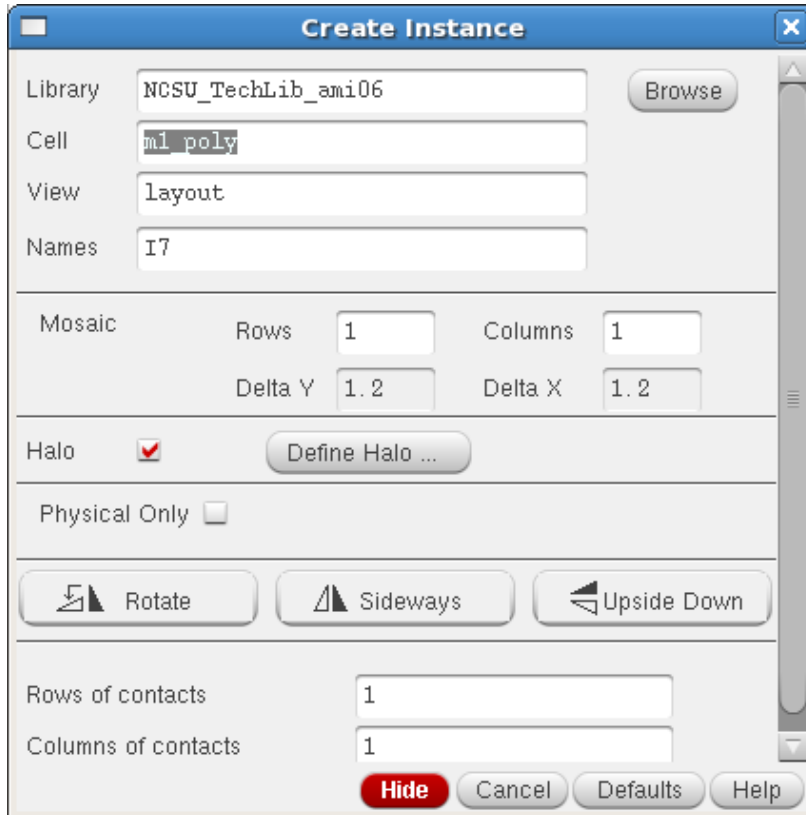 Create Instance
Library NCSU_TechLib_ami06 Browse
Cell m1_poly
View layout
Names I7
Mosaic Rows 1 Columns 1
Delta Y 1.2 Delta X 1.2
Halo Define Halo ...
Physical Only
Rotate Sideways Upside Down
Rows of contacts 1
Columns of contacts 1
Hide Cancel Defaults Help